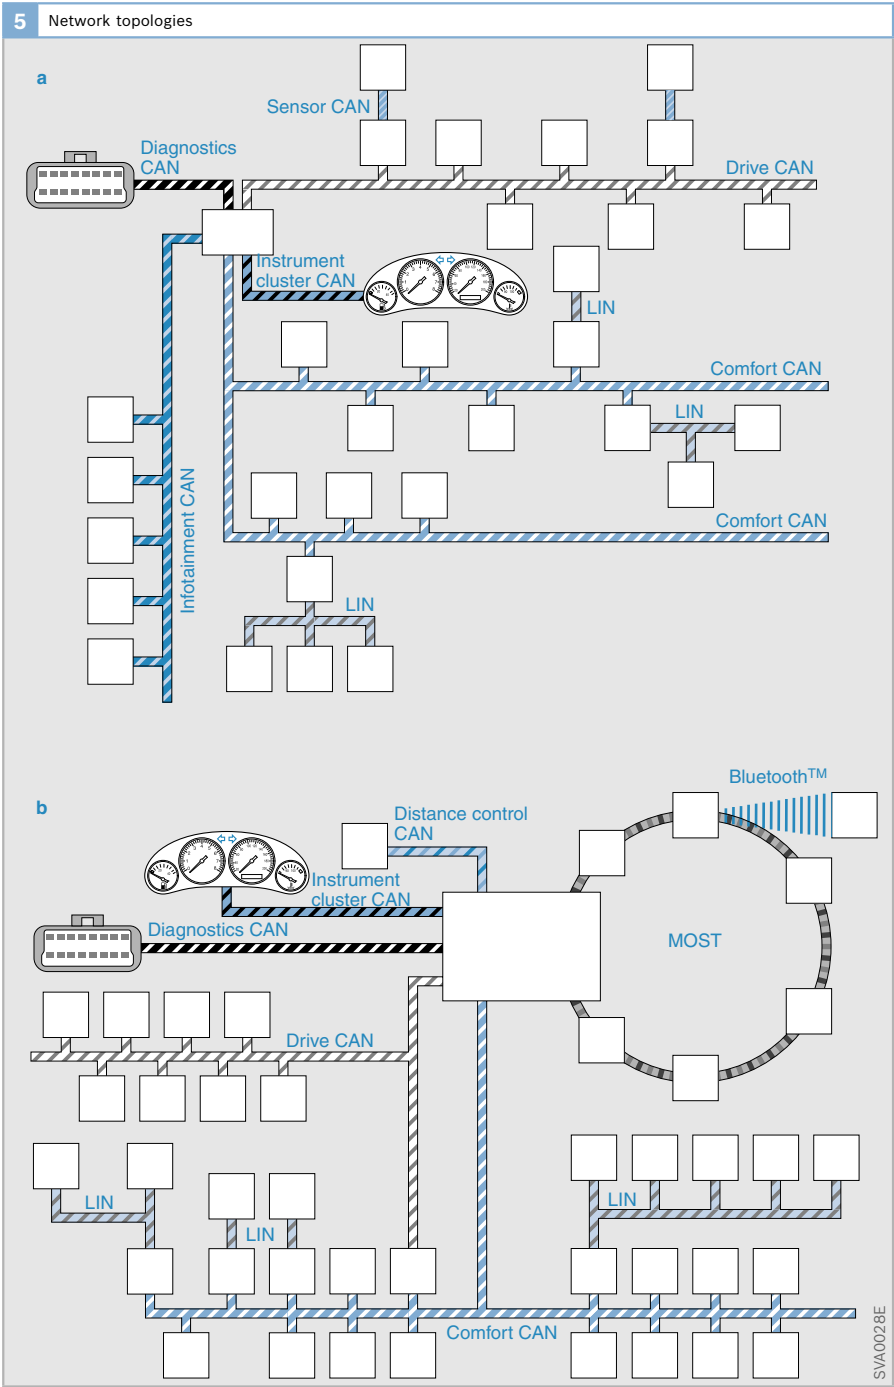 5 Network topologies
a
Sensor CAN
Diagnostics
CAN
Drive CAN
Instrument
cluster CAN
LIN
Comfort CAN
LIN
Infotainment CAN
Comfort CAN
LIN
b
Bluetooth™
Distance control
CAN
Instrument
cluster CAN
Diagnostics CAN
MOST
Drive CAN
LIN
LIN
LIN
Comfort CAN
SVA0028E